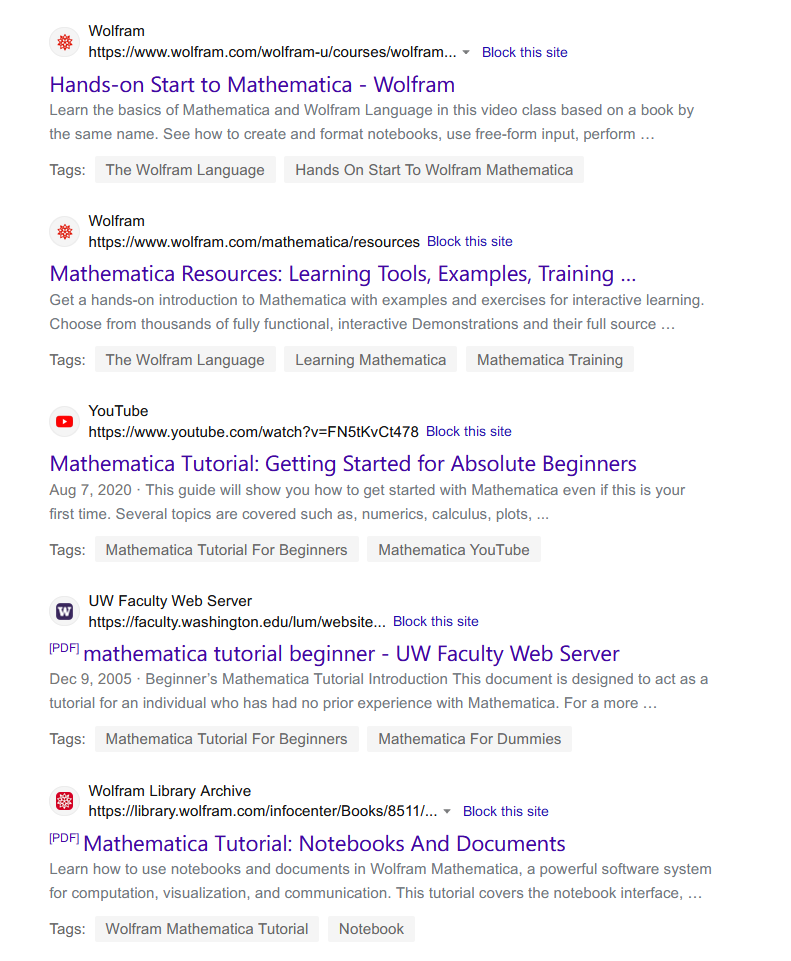 Wolfram
https://www.wolfram.com/wolfram-u/courses/wolfram... Block this site
Hands-on Start to Mathematica - Wolfram
Learn the basics of Mathematica and Wolfram Language in this video class based on a book by
the same name. See how to create and format notebooks, use free-form input, perform …
Tags: The Wolfram Language Hands On Start To Wolfram Mathematica
Wolfram
https://www.wolfram.com/mathematica/resources Block this site
Mathematica Resources: Learning Tools, Examples, Training …
Get a hands-on introduction to Mathematica with examples and exercises for interactive learning.
Choose from thousands of fully functional, interactive Demonstrations and their full source …
Tags: The Wolfram Language Learning Mathematica Mathematica Training
YouTube
https://www.youtube.com/watch?v=FN5tKvCt478 Block this site
Mathematica Tutorial: Getting Started for Absolute Beginners
Aug 7, 2020 · This guide will show you how to get started with Mathematica even if this is your
first time. Several topics are covered such as, numerics, calculus, plots, ...
Tags: Mathematica Tutorial For Beginners Mathematica YouTube
W
UW Faculty Web Server
https://faculty.washington.edu/lum/website... Block this site
[PDF] mathematica tutorial beginner - UW Faculty Web Server
Dec 9, 2005 · Beginner’s Mathematica Tutorial Introduction This document is designed to act as a
tutorial for an individual who has had no prior experience with Mathematica. For a more …
Tags: Mathematica Tutorial For Beginners Mathematica For Dummies
Wolfram Library Archive
https://library.wolfram.com/infocenter/Books/8511/... Block this site
[PDF] Mathematica Tutorial: Notebooks And Documents
Learn how to use notebooks and documents in Wolfram Mathematica, a powerful software system
for computation, visualization, and communication. This tutorial covers the notebook interface, …
Tags: Wolfram Mathematica Tutorial Notebook